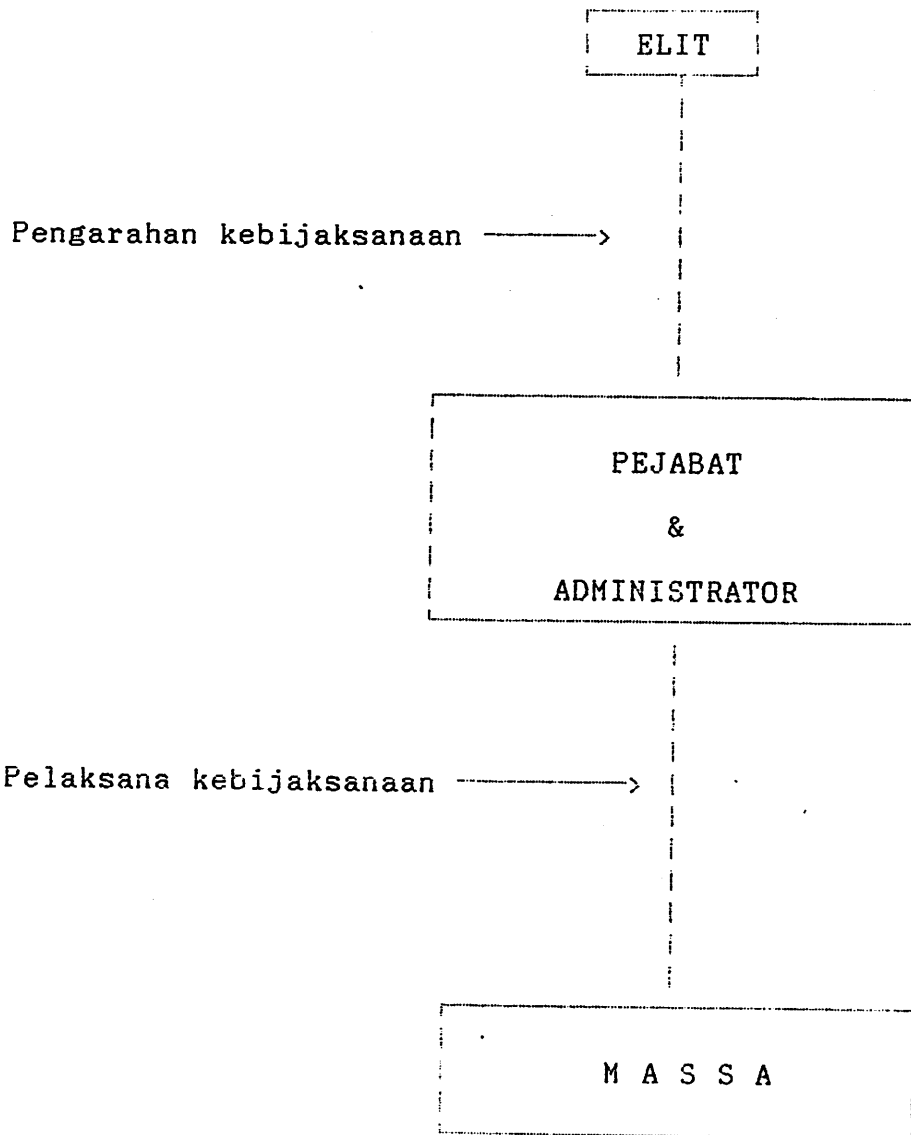 ELIT
Pengarahan kebijaksanaan
PEJABAT
&
ADMINISTRATOR
Pelaksana kebijaksanaan
M A S S A